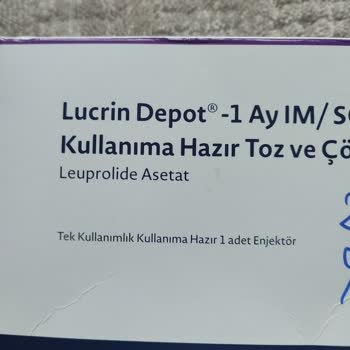 Lucrin Depot® -1 Ay IM/
Kullanıma Hazır Toz ve
Leuprolide Asetat
Tek Kullanımlık Kullanıma Hazır 1 adet Enjektör